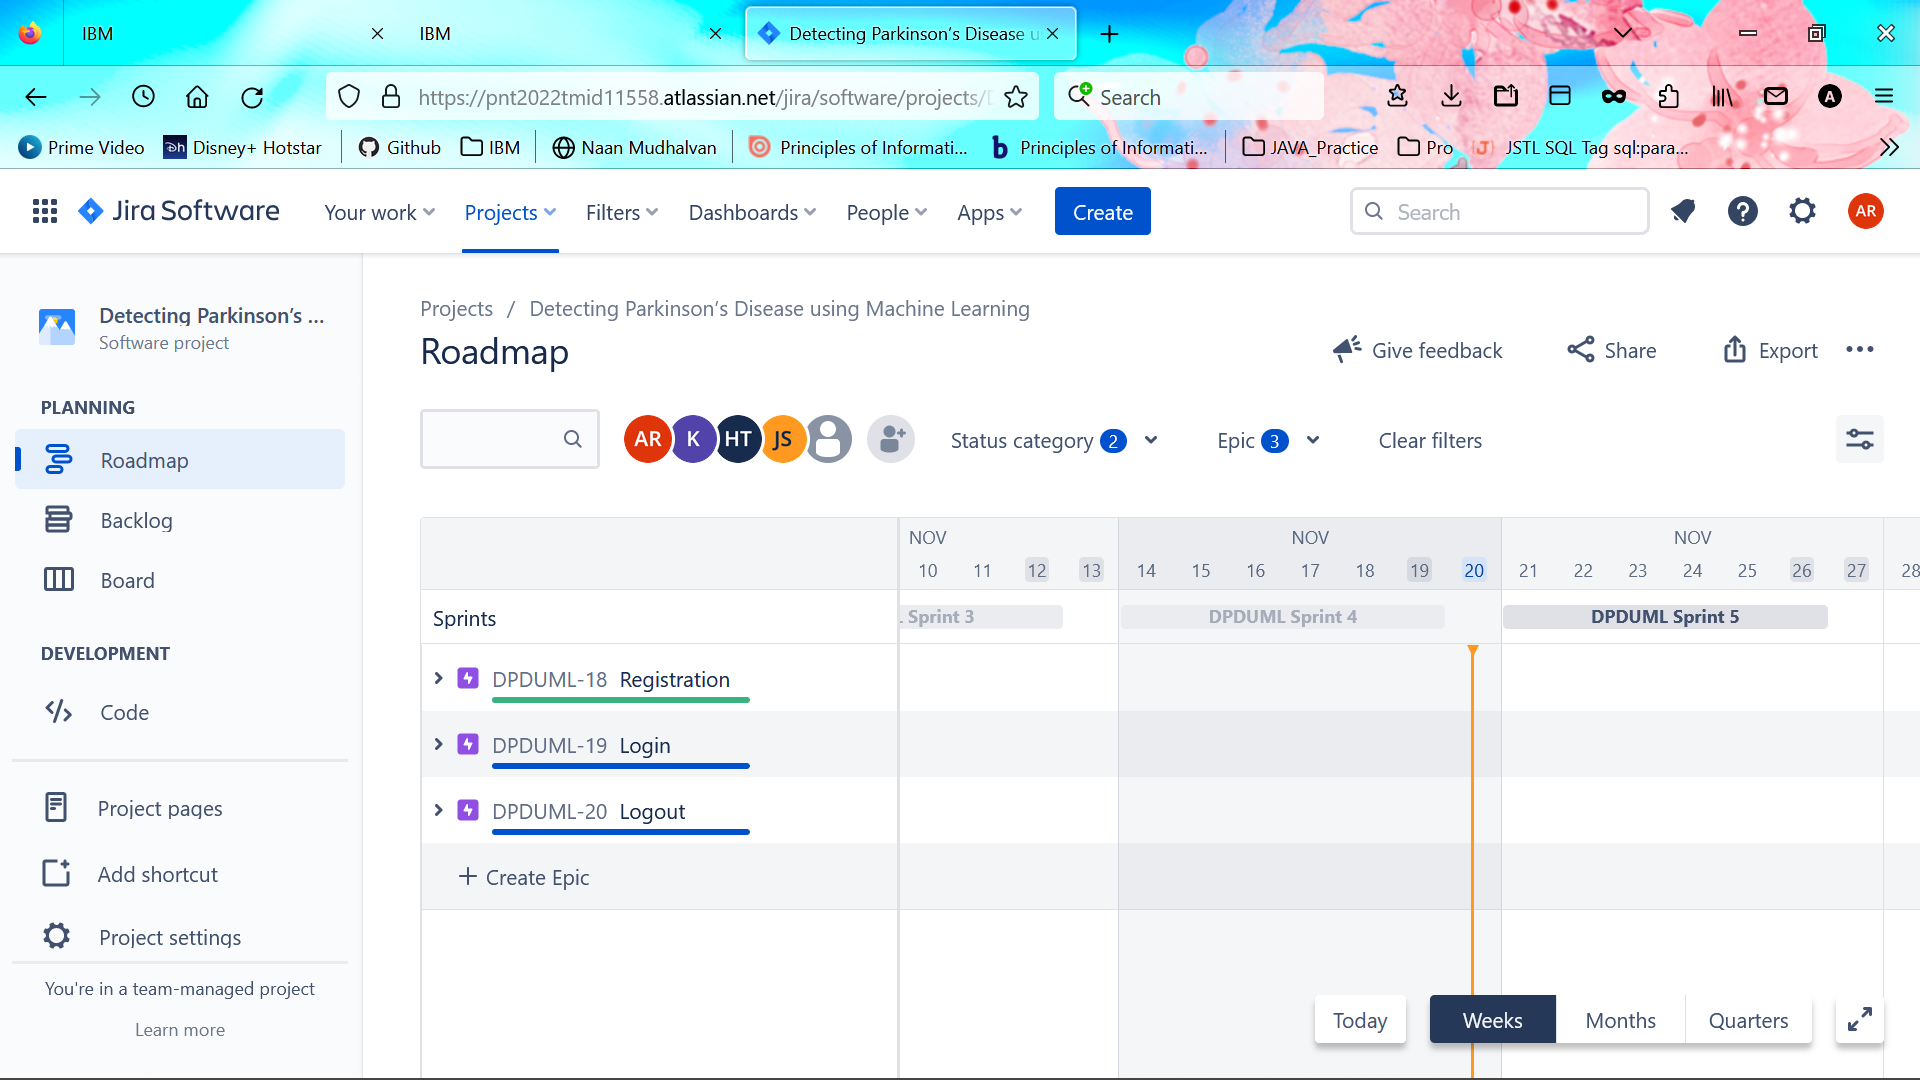 IBM
IBM
Detecting Parkinson's Disease u
https://pnt2022tmid11558.atlassian.net/jira/software/projects/
Search
A
Prime Video
Disney+ Hotstar
Github
IBM
Naan Mudhalvan
Principles of Informati...
Principles of Informati...
JAVA_Practice
Pro
JSTL SQL Tag sql:para...
Jira Software
Your work
Projects
Filters
Dashboards
People
Apps
Create
Search
AR
Detecting Parkinson's ...
Software project
PLANNING
Roadmap
Backlog
Board
DEVELOPMENT
Code
Project pages
Add shortcut
Project settings
You're in a team-managed project
Learn more
Projects / Detecting Parkinson's Disease using Machine Learning
Roadmap
Give feedback
Share
Export
AR K HT JS
Status category 2
Epic 3
Clear filters
NOV NOV NOV
10 11 12 13 14 15 16 17 18 19 20 21 22 23 24 25 26 27 28
Sprints
Sprint 3
DPDUML Sprint 4
DPDUML Sprint 5
DPDUML-18 Registration
DPDUML-19 Login
DPDUML-20 Logout
+ Create Epic
Today
Weeks
Months
Quarters